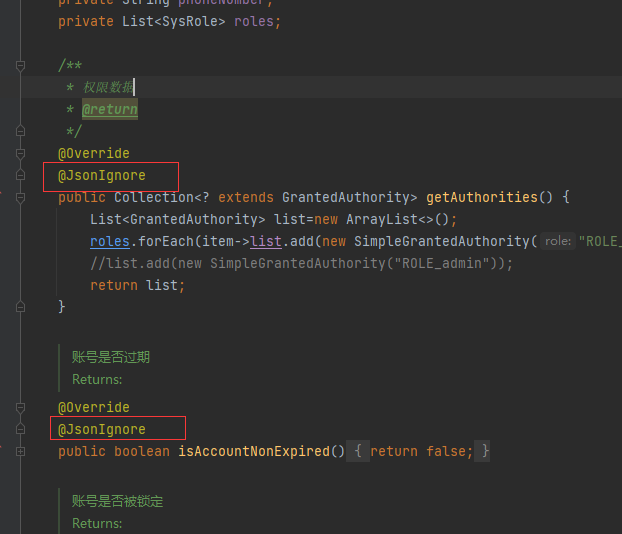 private String phoneNumber;
private List<SysRole> roles;
/**
* 权限数据
* @return
*/
@Override
@JsonIgnore
public Collection<? extends GrantedAuthority> getAuthorities() {
List<GrantedAuthority> list=new ArrayList<>();
roles.forEach(item->list.add(new SimpleGrantedAuthority( role: "ROLE_
//list.add(new SimpleGrantedAuthority("ROLE_admin"));
return list;
}
账号是否过期
Returns:
@Override
@JsonIgnore
public boolean isAccountNonExpired() { return false; }
账号是否被锁定
Returns: